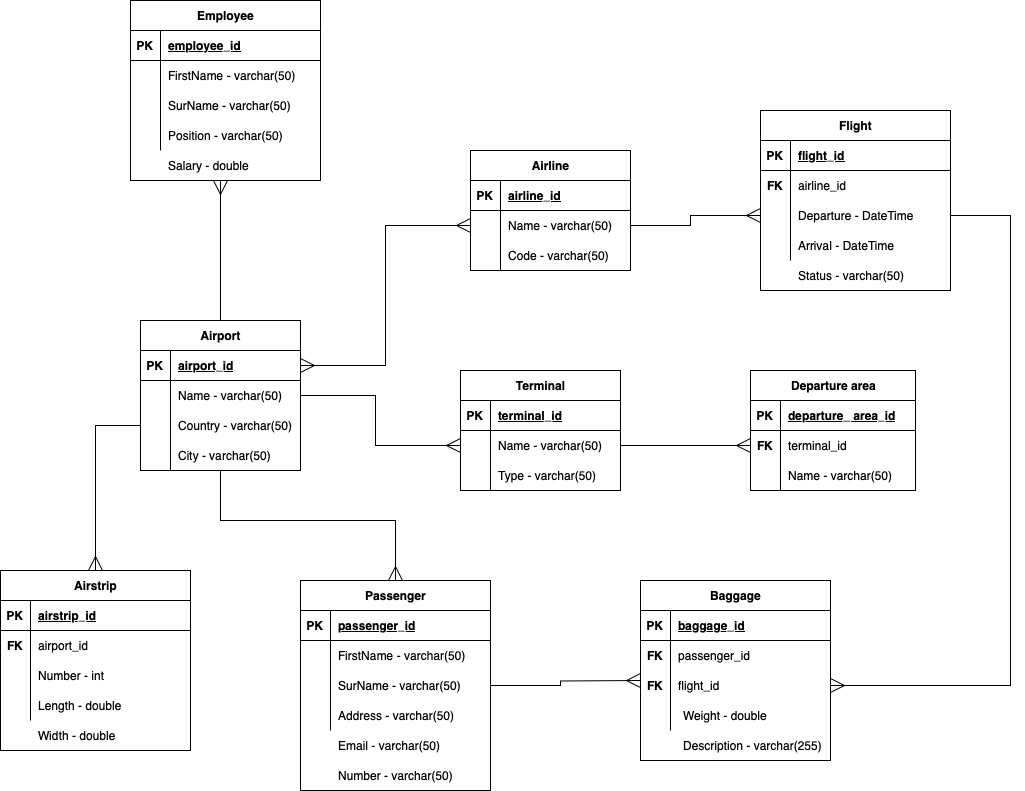 Employee
PK employee_id
FirstName - varchar(50)
SurName - varchar(50)
Position - varchar(50)
Salary - double
Airline
PK airline_id
Name - varchar(50)
Code - varchar(50)
Flight
PK flight_id
FK airline_id
Departure - DateTime
Arrival - DateTime
Status - varchar(50)
Airport
PK airport_id
Name - varchar(50)
Country - varchar(50)
City - varchar(50)
Terminal
PK terminal_id
Name - varchar(50)
Type - varchar(50)
Departure area
PK departure_ area_id
FK terminal_id
Name - varchar(50)
Airstrip
PK airstrip_id
FK airport_id
Number - int
Length - double
Width - double
Passenger
PK passenger_id
FirstName - varchar(50)
SurName - varchar(50)
Address - varchar(50)
Email - varchar(50)
Number - varchar(50)
Baggage
PK baggage_id
FK passenger_id
FK flight_id
Weight - double
Description - varchar(255)